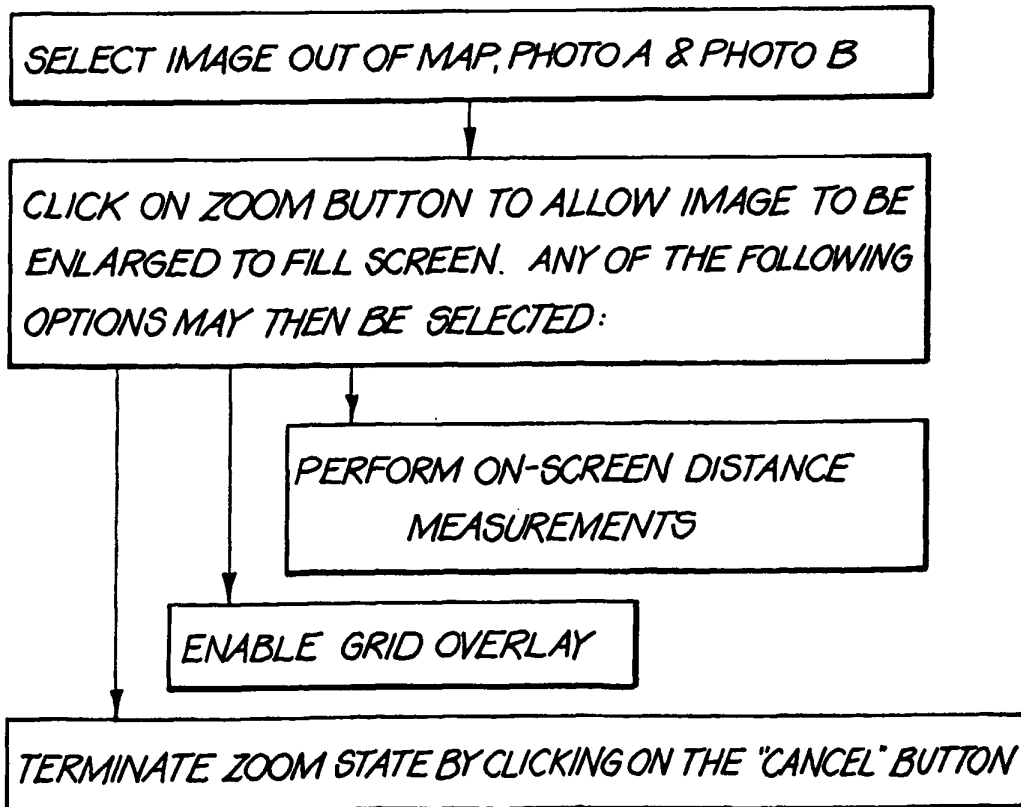 SELECT IMAGE OUT OF MAP, PHOTO A & PHOTO B
CLICK ON ZOOM BUTTON TO ALLOW IMAGE TO BE
ENLARGED TO FILL SCREEN. ANY OF THE FOLLOWING
OPTIONS MAY THEN BE SELECTED:
PERFORM ON-SCREEN DISTANCE
MEASUREMENTS
ENABLE GRID OVERLAY
TERMINATE ZOOM STATE BY CLICKING ON THE "CANCEL" BUTTON